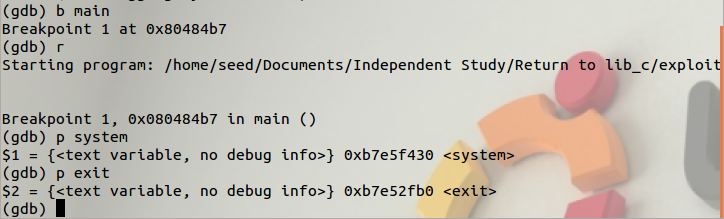 (gdb) b main
Breakpoint 1 at 0x80484b7
(gdb) r
Starting program: /home/seed/Documents/Independent Study/Return to lib_c/exploit
Breakpoint 1, 0x080484b7 in main ()
(gdb) p system
$1 = {<text variable, no debug info>} 0xb7e5f430 <system>
(gdb) p exit
$2 = {<text variable, no debug info>} 0xb7e52fb0 <exit>
(gdb)